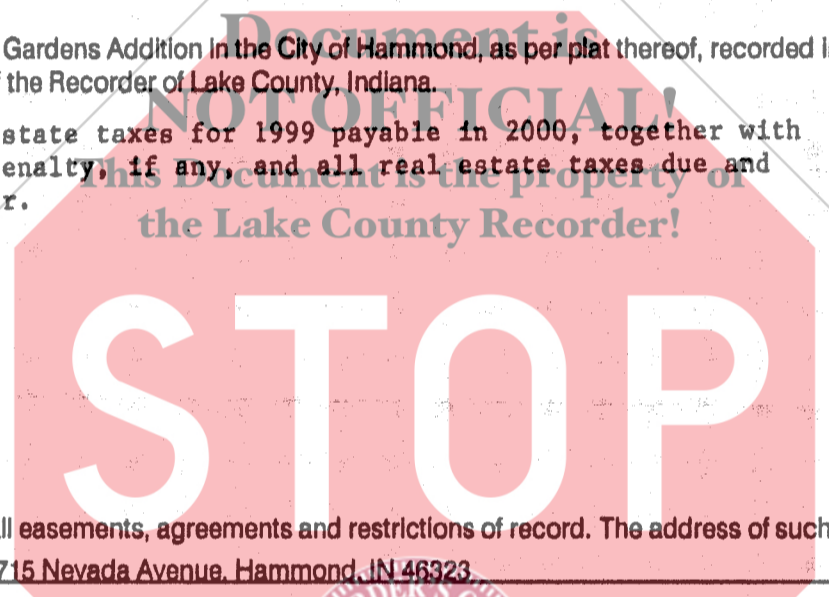 Document is
Gardens Addition in the City of Hammond, as per plat thereof, recorded i
the Recorder of Lake County, Indiana.
NOT OFFICIAL!
state taxes for 1999 payable in 2000, together with
enalty, if any, and all real estate taxes due and
This Document is the property of
r.
the Lake County Recorder!
STOP
ll easements, agreements and restrictions of record. The address of such
715 Nevada Avenue, Hammond, IN 46323